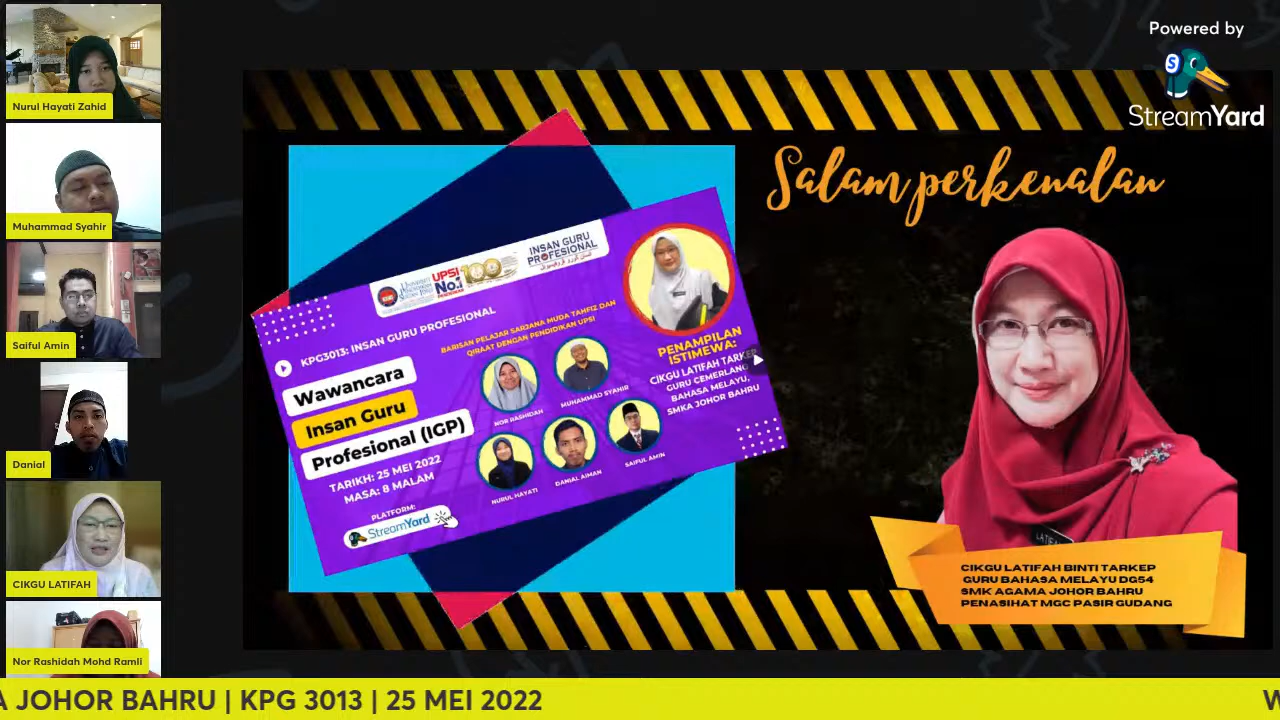 Powered by
StreamYard
Nurul Hayati Zahid
Muhammad Syahir
Saiful Amin
Danial
CIKGU LATIFAH
Nor Rashidah Mohd Ramli
Salam perkenalan
UPSI
No.1
100
INSAN GURU
PROFESIONAL
KPG3013: INSAN GURU PROFESIONAL
BARISAN PELAJAR SARJANA MUDA TAHFIZ DAN
QIRAAT DENGAN PENDIDIKAN UPSI
Wawancara
Insan Guru
Profesional (IGP)
TARIKH: 25 MEI 2022
MASA: 8 MALAM
PLATFORM:
StreamYard
NOR RASHIDAH
MUHAMMAD SYAHIR
NURUL HAYATI
DANIAL AIMAN
SAIFUL AMIN
PENAMPILAN
ISTIMEWA:
CIKGU LATIFAH TARKEP
GURU CEMERLANG
BAHASA MELAYU,
SMKA JOHOR BAHRU
CIKGU LATIFAH BINTI TARKEP
GURU BAHASA MELAYU DG54
SMK AGAMA JOHOR BAHRU
PENASIHAT MGC PASIR GUDANG
A JOHOR BAHRU | KPG 3013 | 25 MEI 2022
W